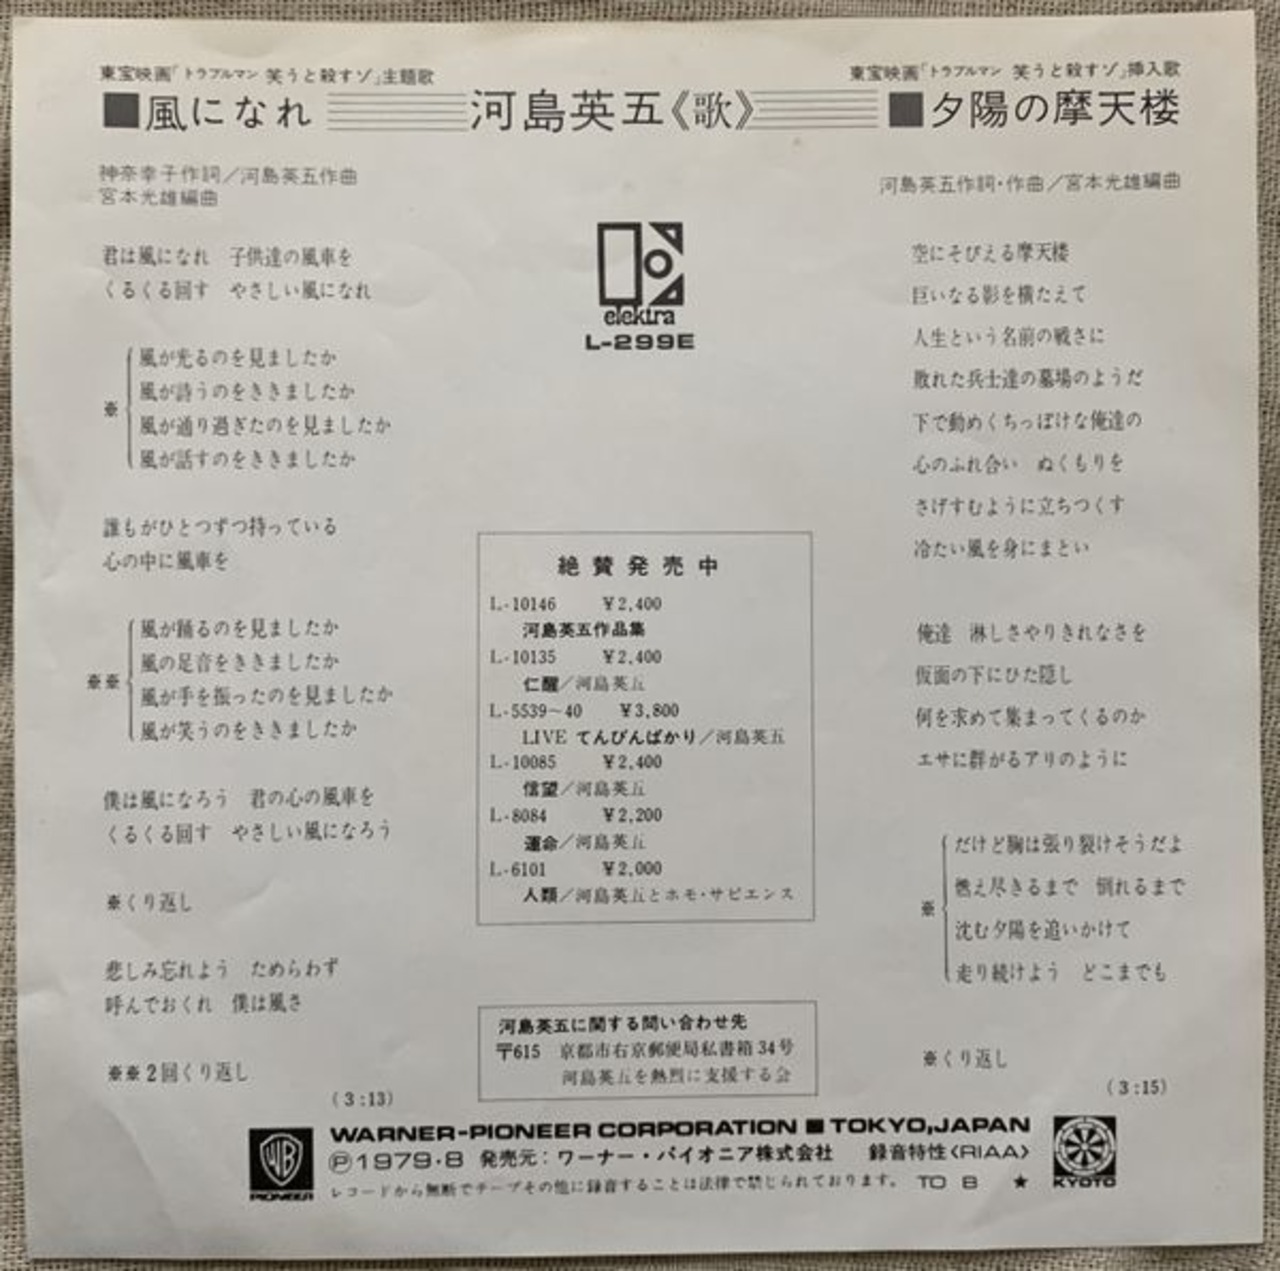 東宝映画「トラブルマン 笑うと殺すゾ」主題歌
■風になれ
河島英五《歌》
東宝映画「トラブルマン 笑うと殺すゾ」挿入歌
■夕陽の摩天楼
神奈幸子作詞／河島英五作曲
宮本光雄編曲
君は風になれ 子供達の風車を
くるくる回す やさしい風になれ
※
風が光るのを見ましたか
風が詩うのをききましたか
風が通り過ぎたのを見ましたか
風が話すのをききましたか
誰もがひとつずつ持っている
心の中に風車を
※※
風が踊るのを見ましたか
風の足音をききましたか
風が手を振ったのを見ましたか
風が笑うのをききましたか
僕は風になろう 君の心の風車を
くるくる回す やさしい風になろう
※くり返し
悲しみ忘れよう ためらわず
呼んでおくれ 僕は風さ
※※2回くり返し
(3:13)
elektra
L-299E
絶賛発売中
L-10146 ￥2,400
河島英五作品集
L-10135 ￥2,400
仁醒／河島英五
L-5539~40 ￥3,800
LIVE てんびんばかり／河島英五
L-10085 ￥2,400
信望／河島英五
L-8084 ￥2,200
運命／河島英五
L-6101 ￥2,000
人類／河島英五とホモ・サピエンス
河島英五に関する問い合わせ先
〒615 京都市右京郵便局私書箱34号
河島英五を熱烈に支援する会
河島英五作詞・作曲／宮本光雄編曲
空にそびえる摩天楼
巨いなる影を横たえて
人生という名前の戦さに
敗れた兵士達の墓場のようだ
下で動めくちっぽけな俺達の
心のふれ合い ぬくもりを
さげすむように立ちつくす
冷たい風を身にまとい
俺達 淋しさやりきれなさを
仮面の下にひた隠し
何を求めて集まってくるのか
エサに群がるアリのように
※
だけど胸は張り裂けそうだよ
燃え尽きるまで 倒れるまで
沈む夕陽を追いかけて
走り続けよう どこまでも
※くり返し
(3:15)
WB
PIONEER
WARNER-PIONEER CORPORATION ■ TOKYO, JAPAN
Ⓟ1979・8 発売元：ワーナー・パイオニア株式会社 録音特性〈RIAA〉
レコードから無断でテープその他に録音することは法律で禁じられております。 TO B ★
KYOTO